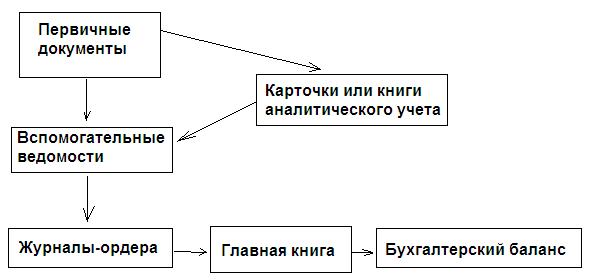 Первичные
документы
Карточки или книги
аналитического учета
Вспомогательные
ведомости
Журналы-ордера
Главная книга
Бухгалтерский баланс